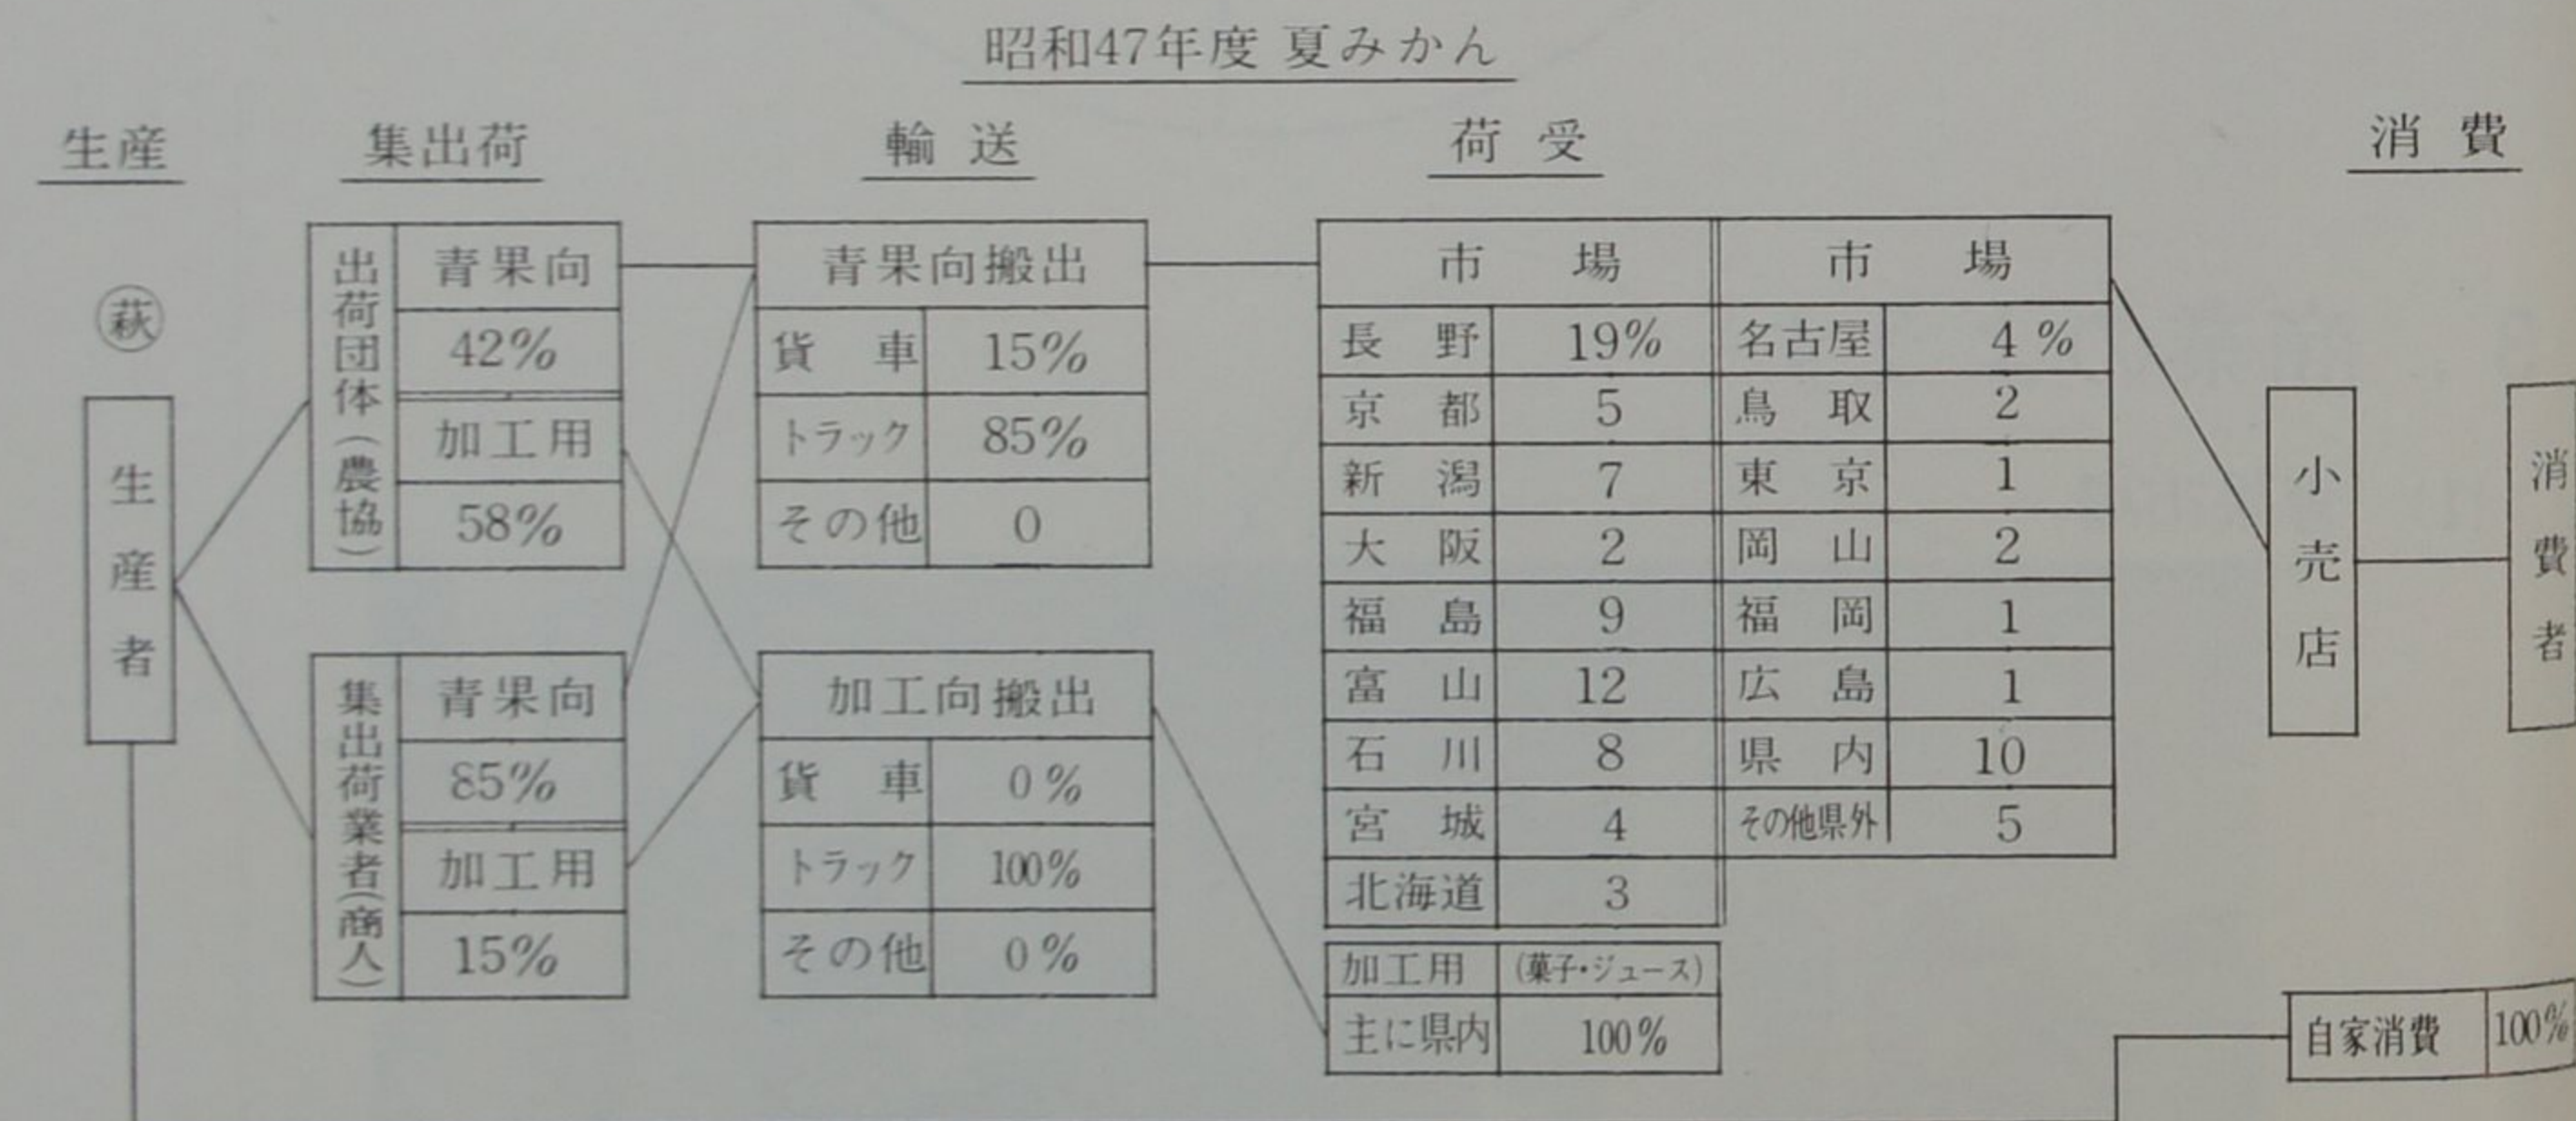 昭和47年度 夏みかん
生産 集出荷 輸送 荷受 消費
萩
生産者
出荷団体(農協)
青果向
42%
加工用
58%
集出荷業者(商人)
青果向
85%
加工用
15%
青果向搬出
貨車 15%
トラック 85%
その他 0
加工向搬出
貨車 0%
トラック 100%
その他 0%
市場 市場
長野 19% 名古屋 4%
京都 5 鳥取 2
新潟 7 東京 1
大阪 2 岡山 2
福島 9 福岡 1
富山 12 広島 1
石川 8 県内 10
宮城 4 その他県外 5
北海道 3
加工用 (菓子・ジュース)
主に県内 100%
小売店
消費者
自家消費 100%